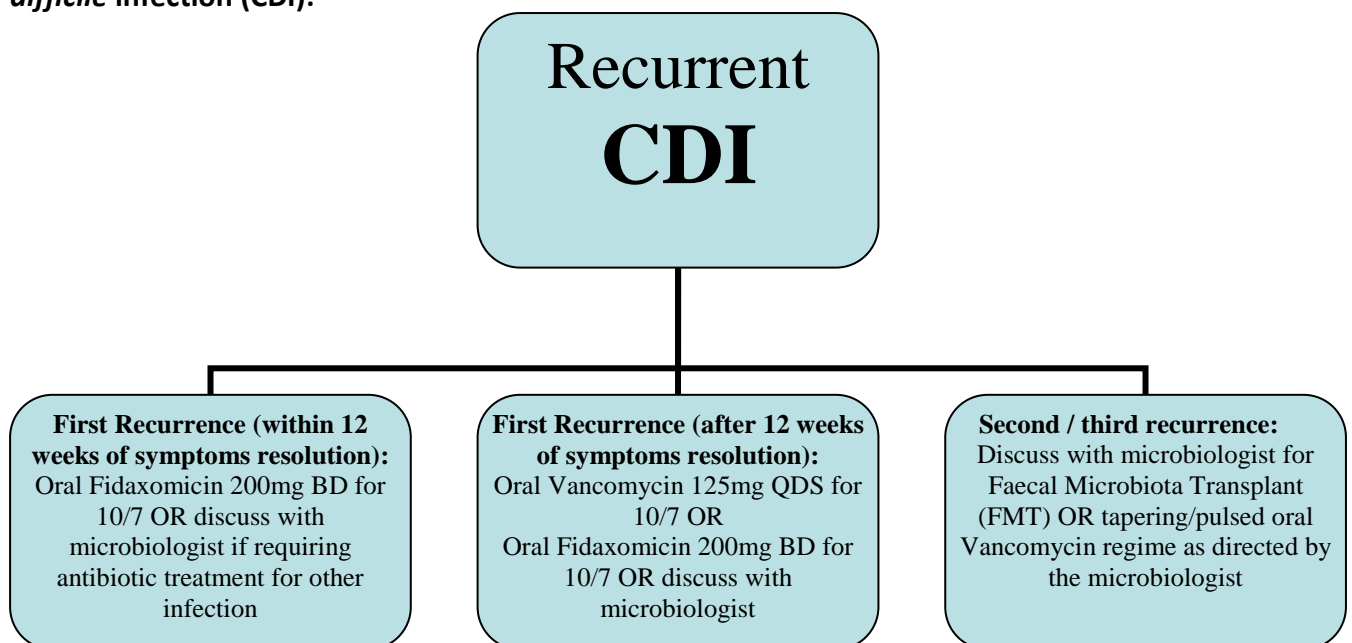 difficile infection (CDI):
Recurrent
CDI
First Recurrence (within 12
weeks of symptoms resolution):
Oral Fidaxomicin 200mg BD for
10/7 OR discuss with
microbiologist if requiring
antibiotic treatment for other
infection
First Recurrence (after 12 weeks
of symptoms resolution):
Oral Vancomycin 125mg QDS for
10/7 OR
Oral Fidaxomicin 200mg BD for
10/7 OR discuss with
microbiologist
Second / third recurrence:
Discuss with microbiologist for
Faecal Microbiota Transplant
(FMT) OR tapering/pulsed oral
Vancomycin regime as directed by
the microbiologist